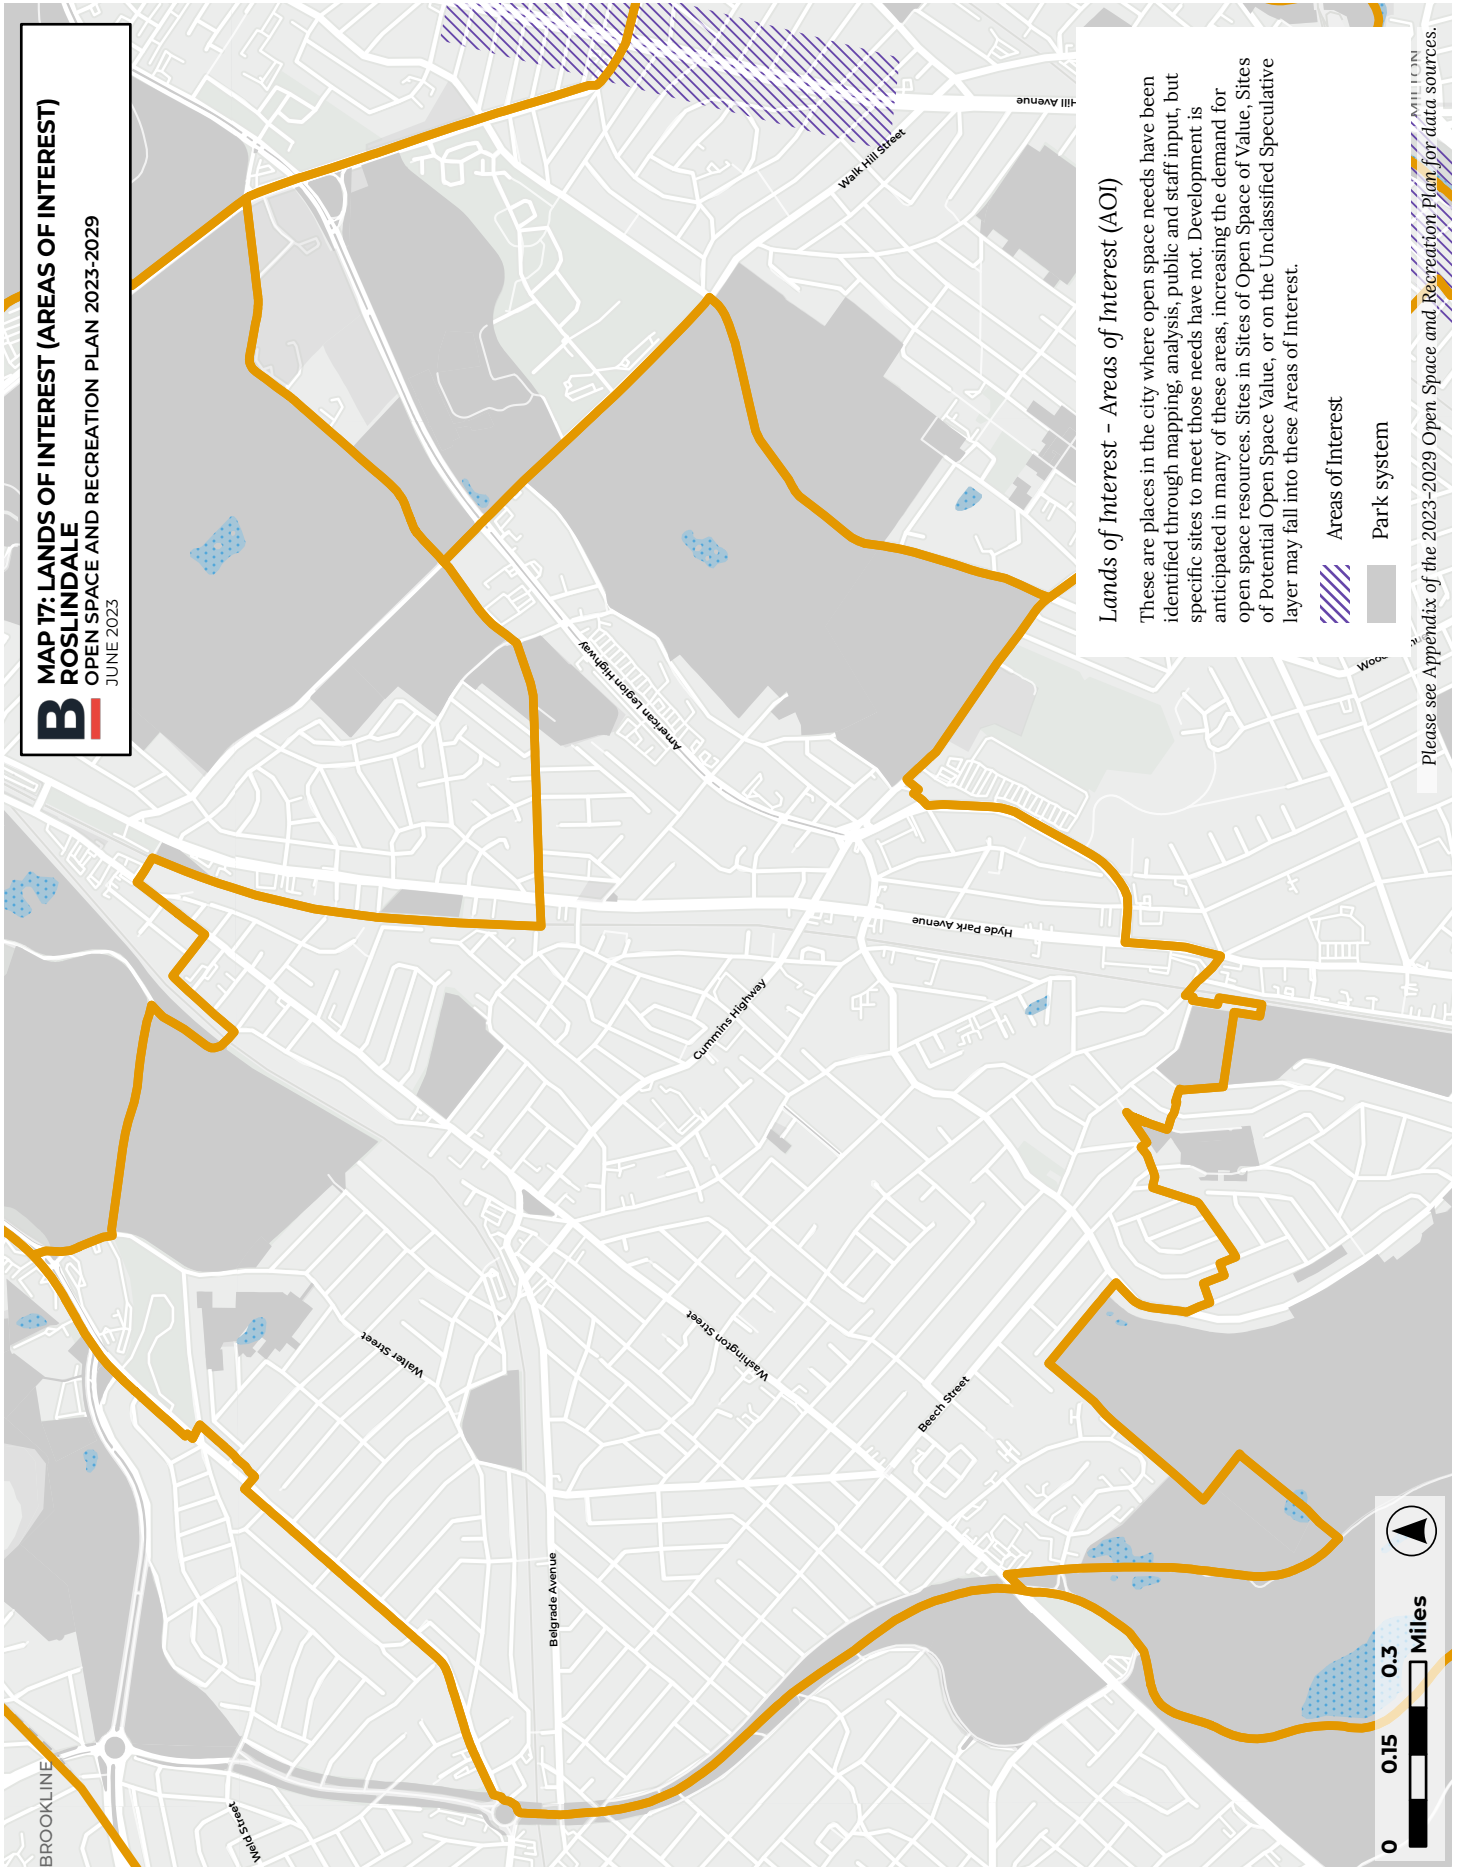 B
MAP 17: LANDS OF INTEREST (AREAS OF INTEREST)
ROSLINDALE
OPEN SPACE AND RECREATION PLAN 2023-2029
JUNE 2023
BROOKLINE
Weld Street
Walter Street
Belgrade Avenue
Washington Street
Beech Street
Cummins Highway
Hyde Park Avenue
American Legion Highway
Walk Hill Street
Hill Avenue
MILTON
Lands of Interest – Areas of Interest (AOI)
These are places in the city where open space needs have been
identified through mapping, analysis, public and staff input, but
specific sites to meet those needs have not. Development is
anticipated in many of these areas, increasing the demand for
open space resources. Sites in Sites of Open Space of Value, Sites
of Potential Open Space Value, or on the Unclassified Speculative
layer may fall into these Areas of Interest.
Areas of Interest
Park system
0 0.15 0.3
Miles
Please see Appendix of the 2023-2029 Open Space and Recreation Plan for data sources.